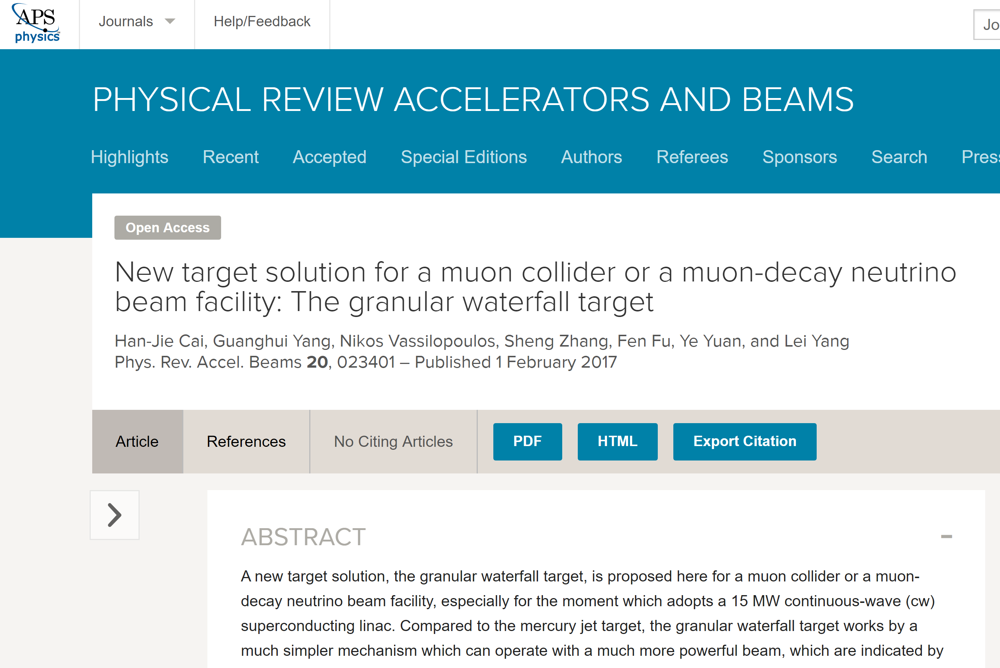 APS
physics™
Journals
Help/Feedback
Jo
PHYSICAL REVIEW ACCELERATORS AND BEAMS
Highlights Recent Accepted Special Editions Authors Referees Sponsors Search Press
Open Access
New target solution for a muon collider or a muon-decay neutrino
beam facility: The granular waterfall target
Han-Jie Cai, Guanghui Yang, Nikos Vassilopoulos, Sheng Zhang, Fen Fu, Ye Yuan, and Lei Yang
Phys. Rev. Accel. Beams 20, 023401 – Published 1 February 2017
Article References No Citing Articles PDF HTML Export Citation
ABSTRACT
A new target solution, the granular waterfall target, is proposed here for a muon collider or a muon-
decay neutrino beam facility, especially for the moment which adopts a 15 MW continuous-wave (cw)
superconducting linac. Compared to the mercury jet target, the granular waterfall target works by a
much simpler mechanism which can operate with a much more powerful beam, which are indicated by